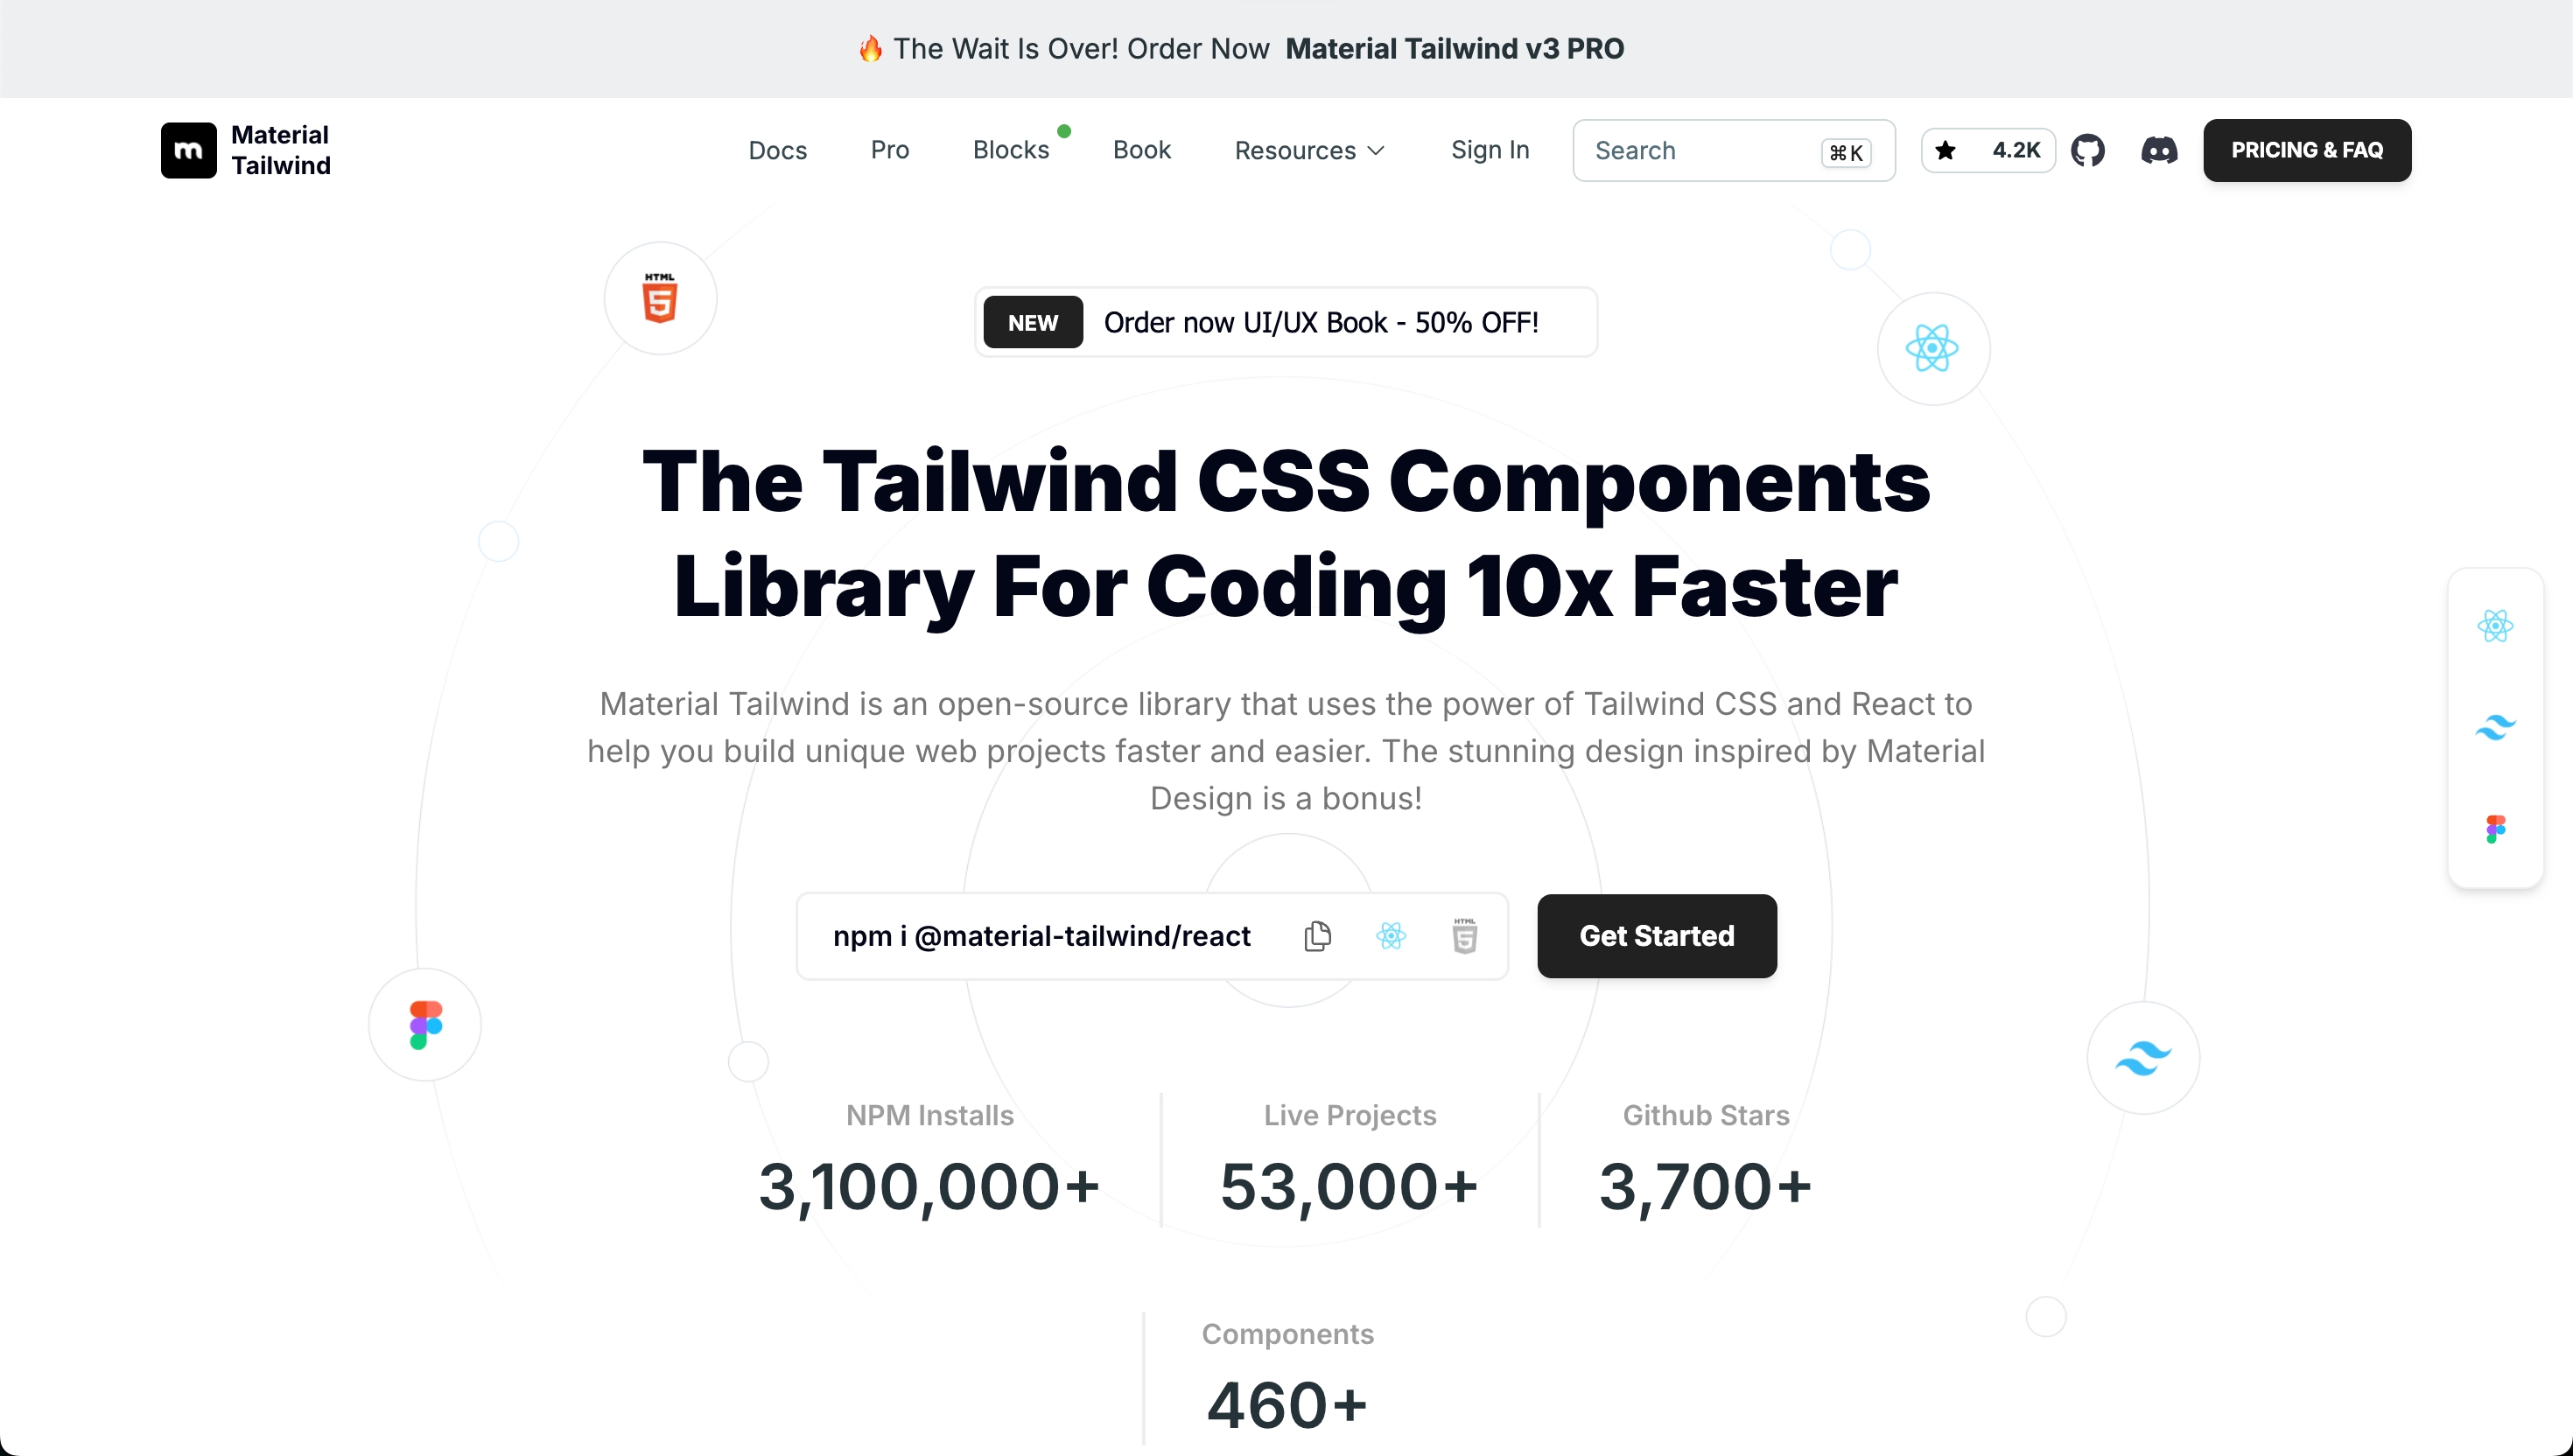 🔥 The Wait Is Over! Order Now Material Tailwind v3 PRO
Material
Tailwind
Docs Pro Blocks Book Resources Sign In Search ⌘K 4.2K PRICING & FAQ
HTML
5
NEW Order now UI/UX Book - 50% OFF!
The Tailwind CSS Components
Library For Coding 10x Faster
Material Tailwind is an open-source library that uses the power of Tailwind CSS and React to
help you build unique web projects faster and easier. The stunning design inspired by Material
Design is a bonus!
npm i @material-tailwind/react HTML 5 Get Started
NPM Installs Live Projects Github Stars
3,100,000+ 53,000+ 3,700+
Components
460+